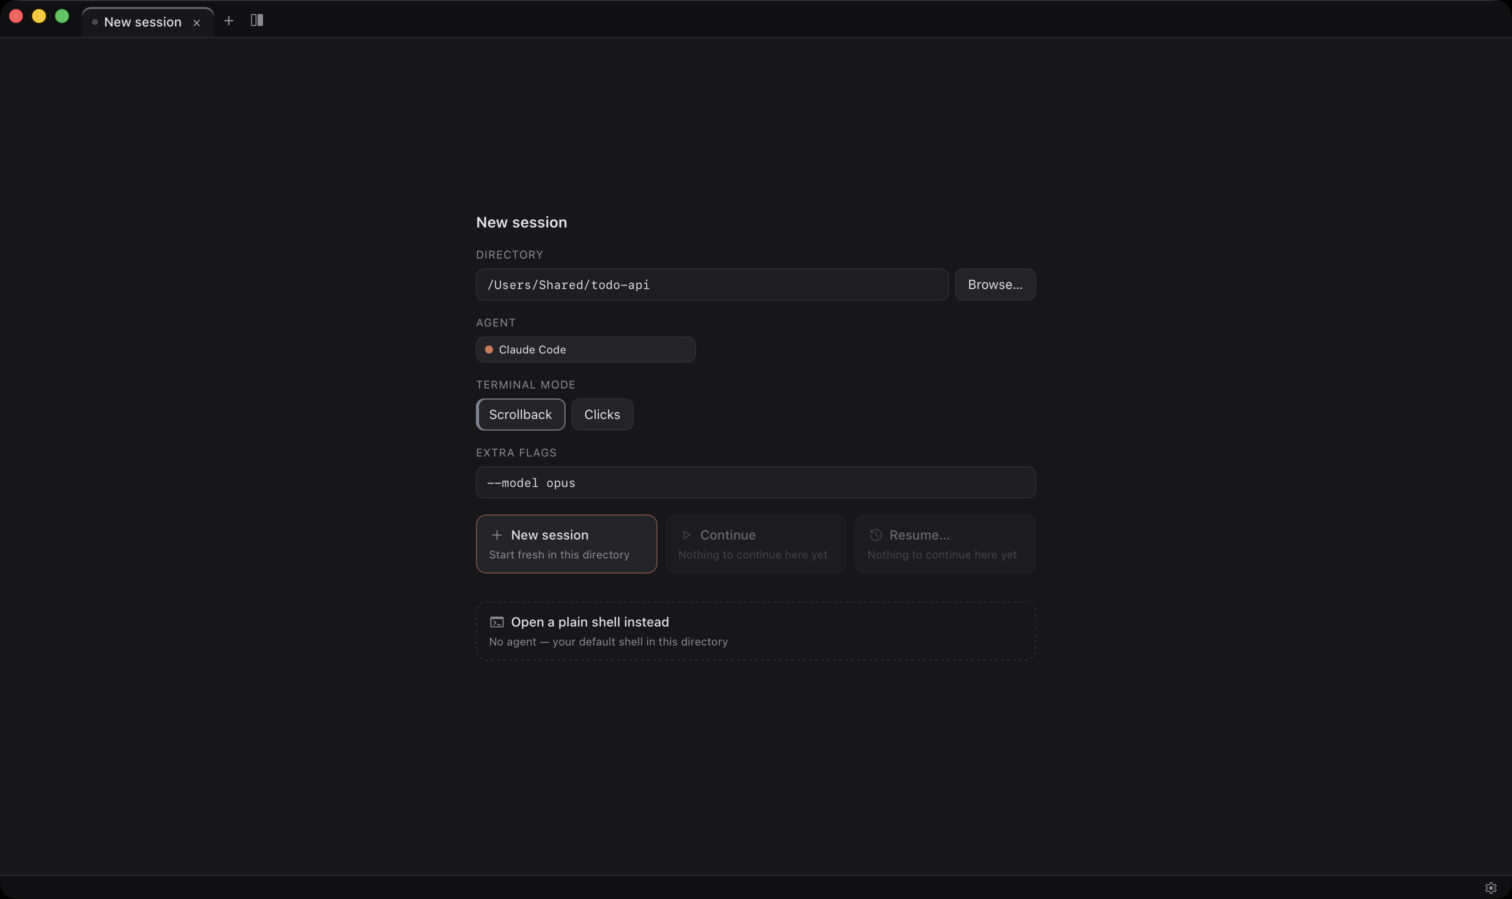 New session
New session
DIRECTORY
/Users/Shared/todo-api
Browse...
AGENT
Claude Code
TERMINAL MODE
Scrollback
Clicks
EXTRA FLAGS
--model opus
New session
Start fresh in this directory
Continue
Nothing to continue here yet
Resume...
Nothing to continue here yet
Open a plain shell instead
No agent — your default shell in this directory